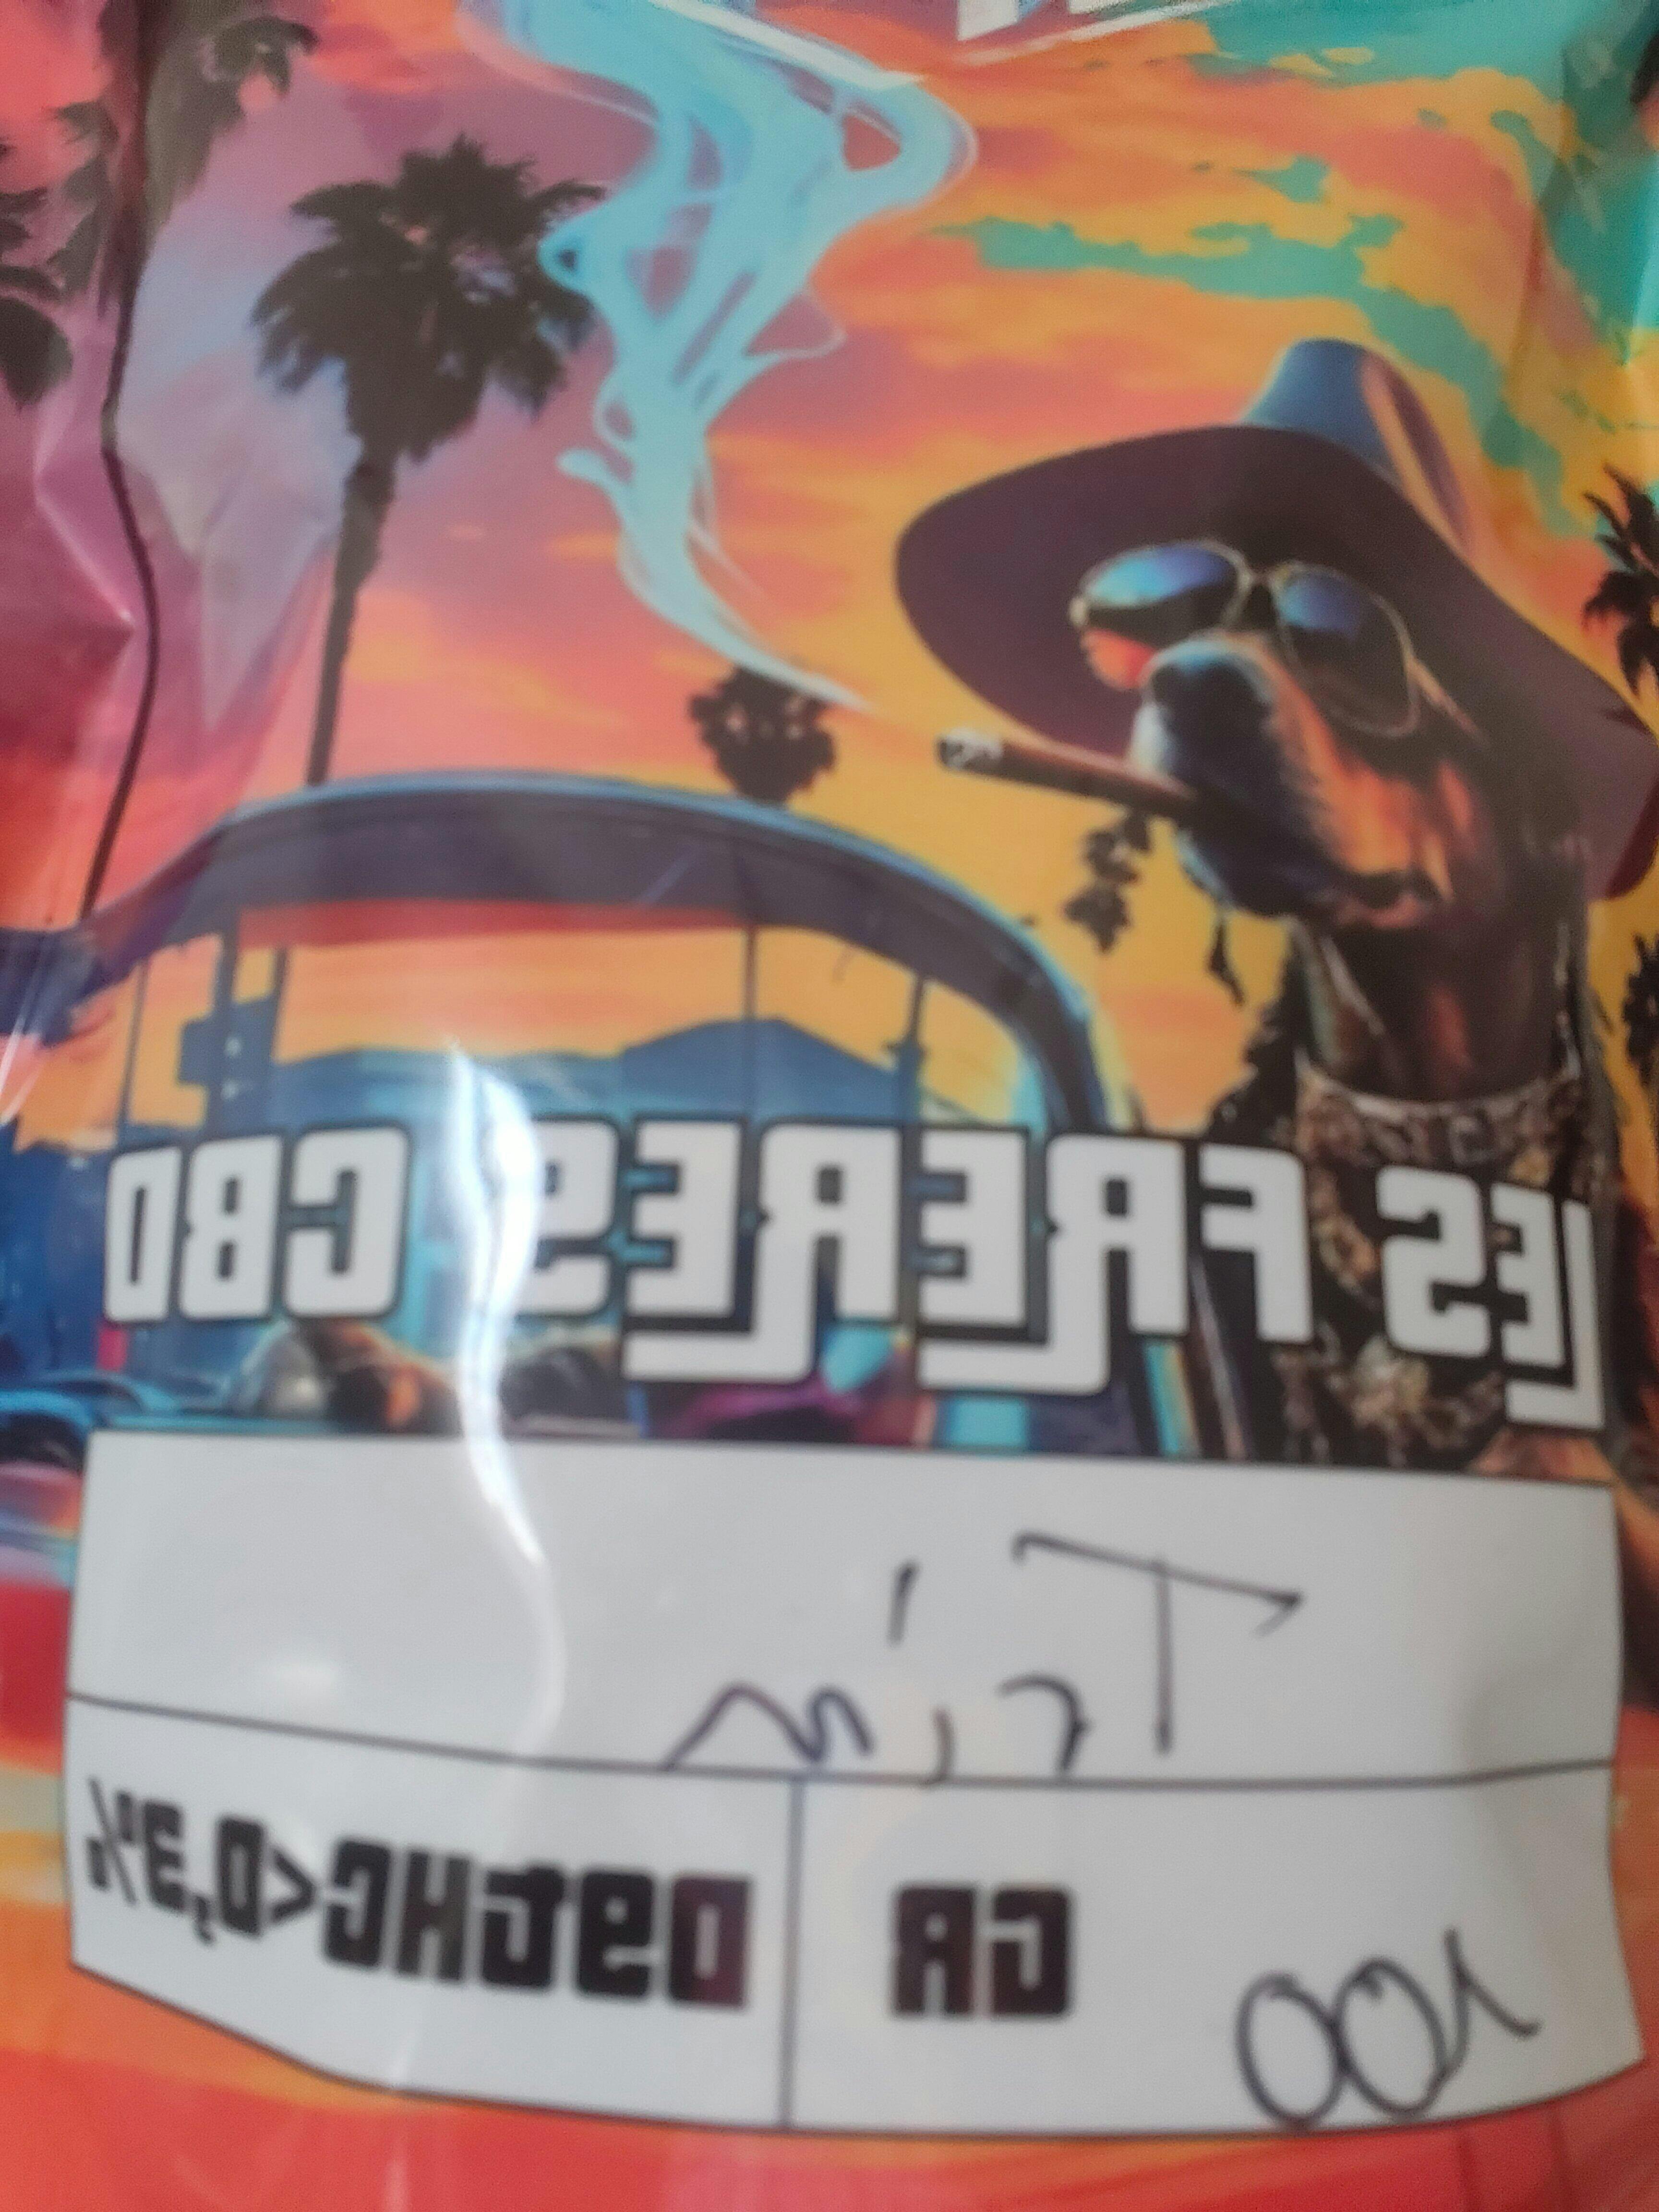 LES FRERES CBD
Trim
100 GR D9THC<0,3%